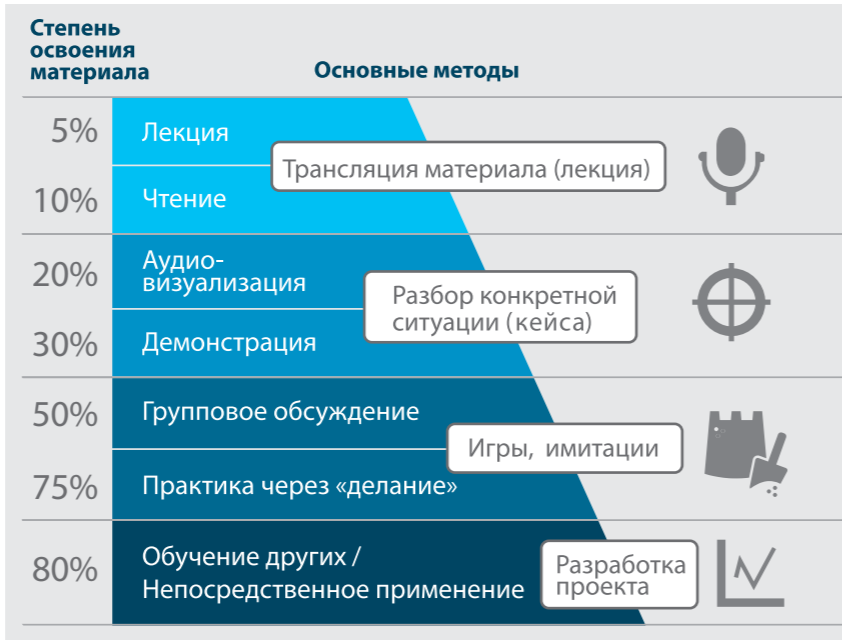 Степень
освоения
материала
Основные методы
5%
Лекция
Трансляция материала (лекция)
10%
Чтение
20%
Аудио-
визуализация
Разбор конкретной
ситуации (кейса)
30%
Демонстрация
50%
Групповое обсуждение
Игры, имитации
75%
Практика через «делание»
80%
Обучение других /
Непосредственное применение
Разработка
проекта